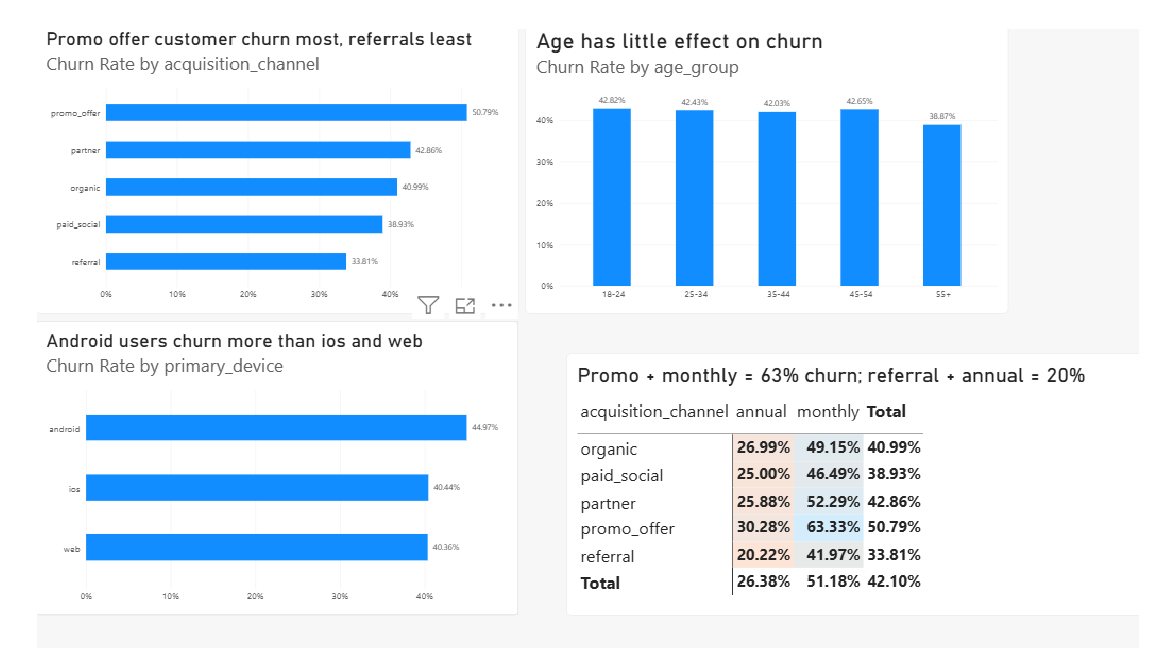 Promo offer customer churn most, referrals least
Churn Rate by acquisition_channel
promo_offer 50.79%
partner 42.86%
organic 40.99%
paid_social 38.93%
referral 33.81%
0% 10% 20% 30% 40%
Age has little effect on churn
Churn Rate by age_group
42.82% 42.43% 42.03% 42.65% 38.87%
40%
30%
20%
10%
0%
18-24 25-34 35-44 45-54 55+
Android users churn more than ios and web
Churn Rate by primary_device
android 44.97%
ios 40.44%
web 40.36%
0% 10% 20% 30% 40%
Promo + monthly = 63% churn; referral + annual = 20%
acquisition_channel annual monthly Total
organic 26.99% 49.15% 40.99%
paid_social 25.00% 46.49% 38.93%
partner 25.88% 52.29% 42.86%
promo_offer 30.28% 63.33% 50.79%
referral 20.22% 41.97% 33.81%
Total 26.38% 51.18% 42.10%